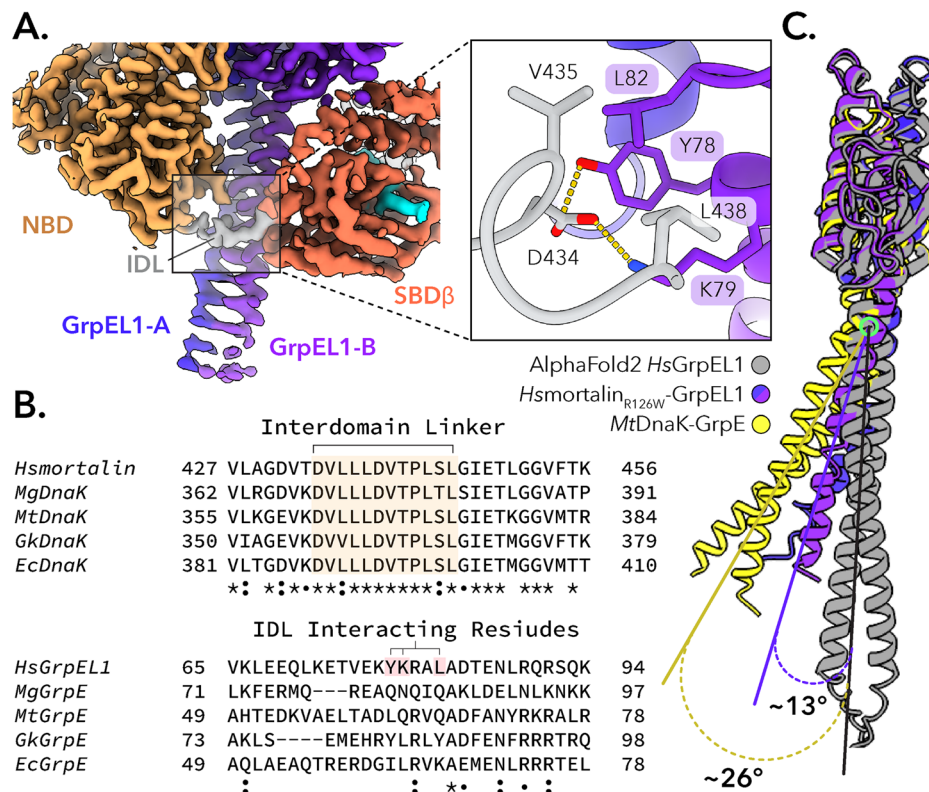 A.
NBD
IDL
GrpEL1-A
GrpEL1-B
SBDβ
V435
L82
Y78
L438
D434
K79
C.
AlphaFold2 HsGrpEL1
HsmortalinR126W-GrpEL1
MtDnaK-GrpE
~13°
~26°
B.
Interdomain Linker
Hsmortalin 427 VLAGDVTDVLLLDVTPLSLGIETLGGVFTK 456
MgDnaK 362 VLRGDVKDVLLLDVTPLTLSIETLGGVATP 391
MtDnaK 355 VLKGEVKDVLLLDVTPLSLGIETKGGVMTR 384
GkDnaK 350 VIAGEVKDVLLLDVTPLSLGIETMGGVFTK 379
EcDnaK 381 VLTGDVKDVLLLDVTPLSLGIETMGGVMTT 410
*: *:*.**:*******:*.*** *** *
IDL Interacting Resiudes
HsGrpEL1 65 VKLEEQLKETVEKYKRALADTENLRQRSQK 94
MgGrpE 71 LKFERMQ---REAQNQIQAKLDELNLKNKK 97
MtGrpE 49 AHTEDKVAELTADLQRVQADFANYRKRALR 78
GkGrpE 73 AKLS----EMEHRYLRLYADFENFRRRTRQ 98
EcGrpE 49 AQLAEAQTRERDGILRVKAEMENLRRRTEL 78
: : *. : . :